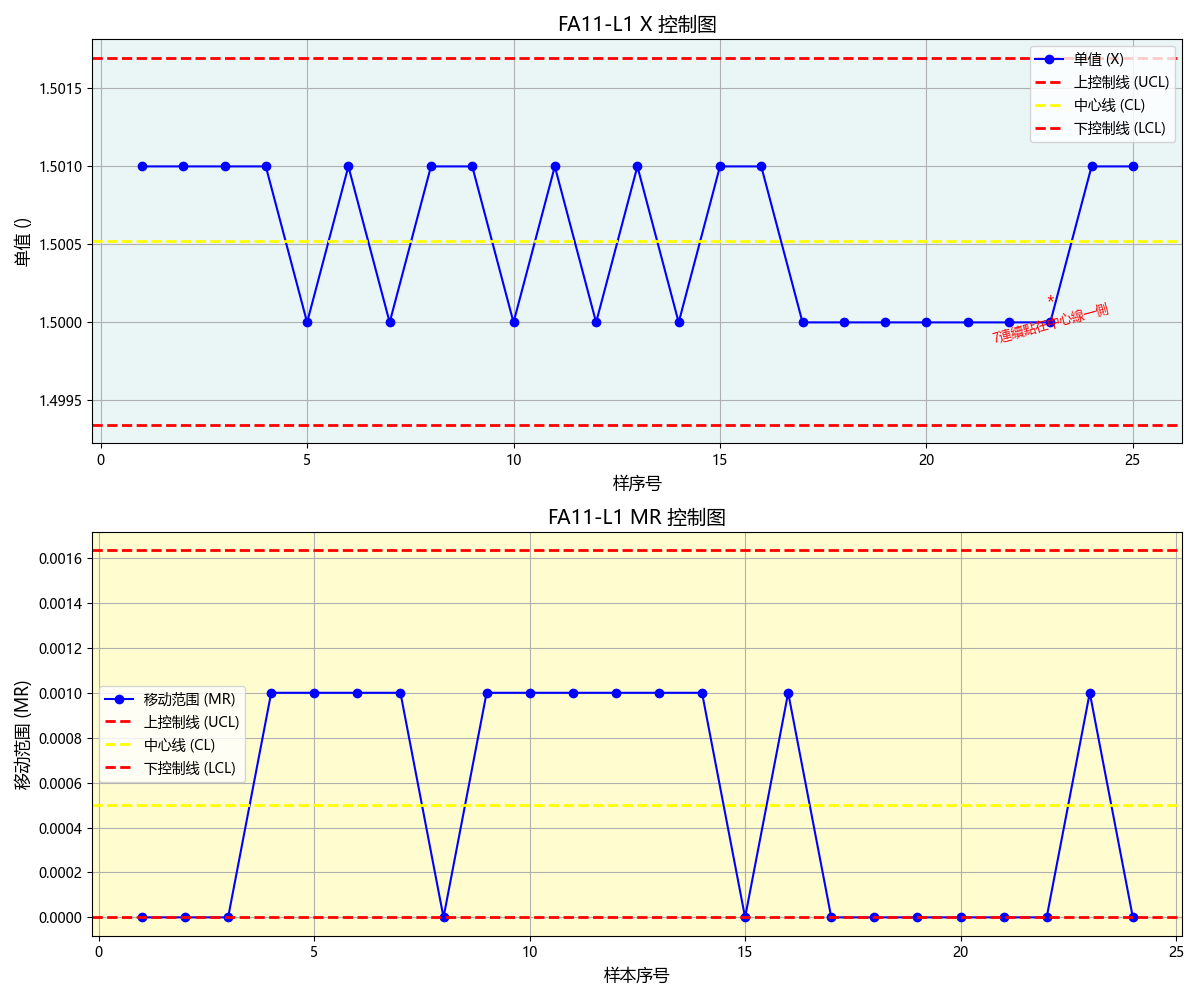 FA11-L1 X 控制图
单值 ()
1.5015
1.5010
1.5005
1.5000
1.4995
单值 (X)
上控制线 (UCL)
中心线 (CL)
下控制线 (LCL)
*
7連續點在中心線一側
0 5 10 15 20 25
样序号
FA11-L1 MR 控制图
移动范围 (MR)
0.0016
0.0014
0.0012
0.0010
0.0008
0.0006
0.0004
0.0002
0.0000
移动范围 (MR)
上控制线 (UCL)
中心线 (CL)
下控制线 (LCL)
0 5 10 15 20 25
样本序号